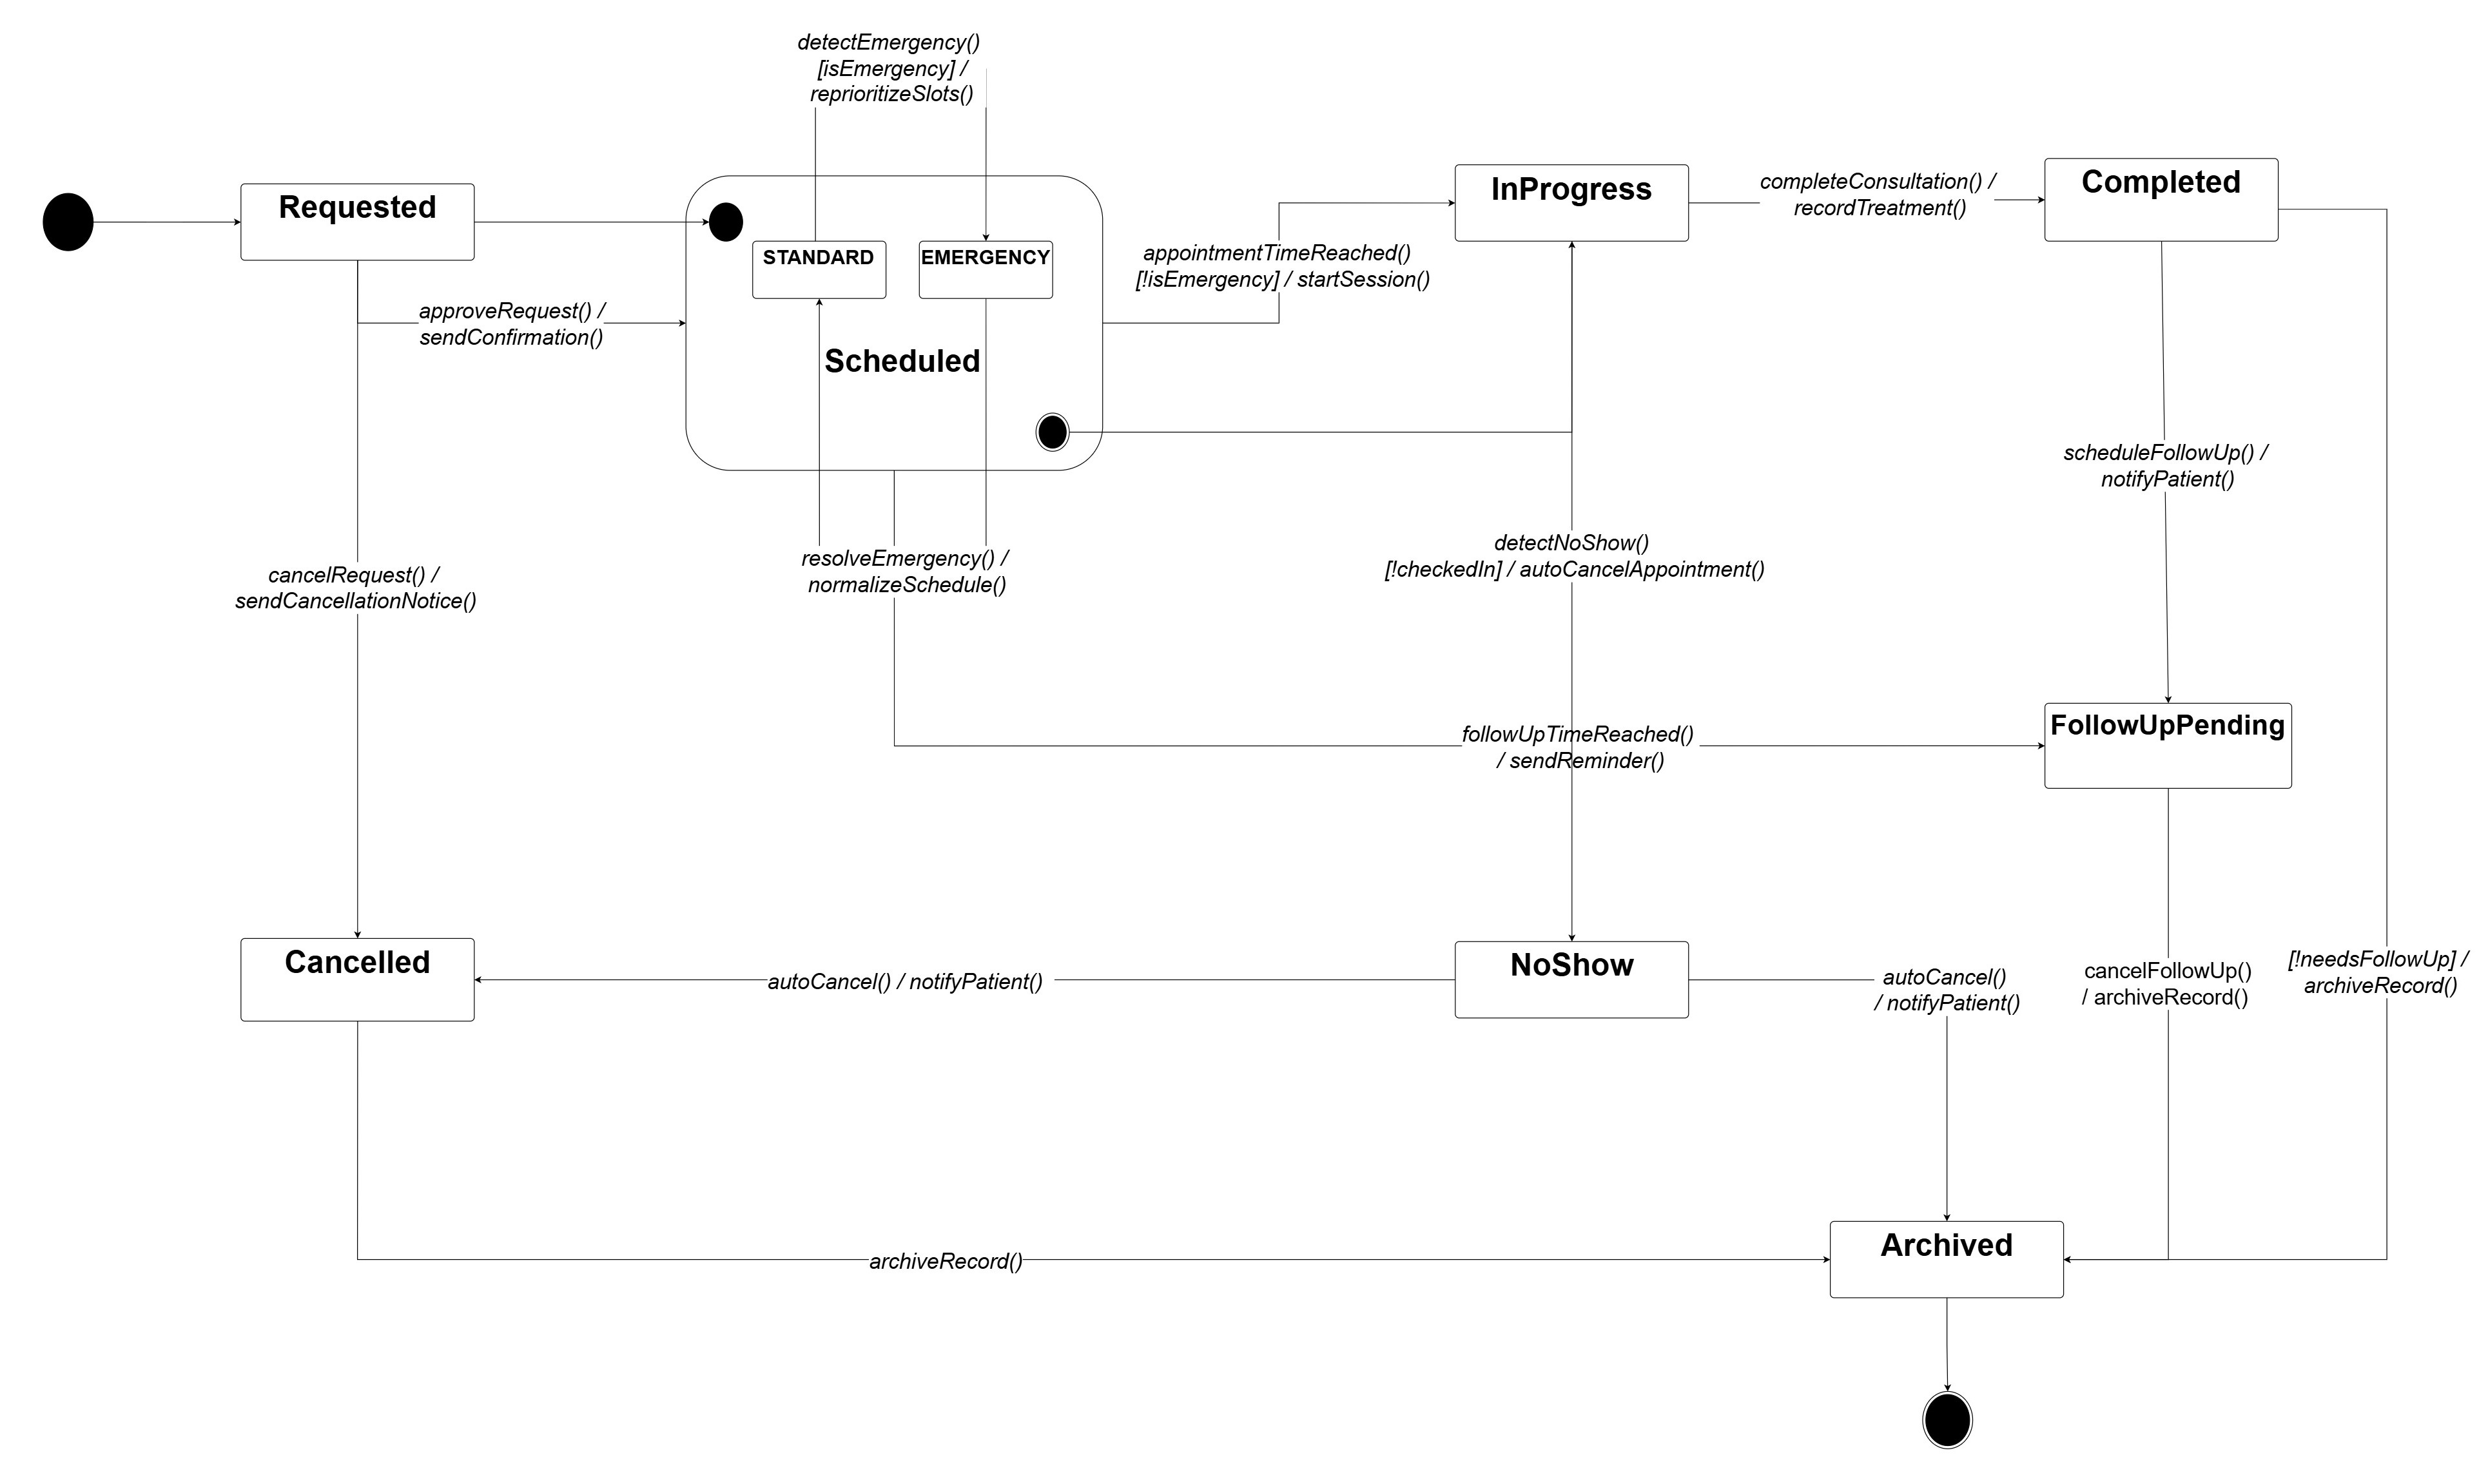 detectEmergency()
[isEmergency] /
reprioritizeSlots()
Requested
STANDARD
EMERGENCY
Scheduled
InProgress
completeConsultation() /
recordTreatment()
Completed
appointmentTimeReached()
[!isEmergency] / startSession()
approveRequest() /
sendConfirmation()
scheduleFollowUp() /
notifyPatient()
cancelRequest() /
sendCancellationNotice()
resolveEmergency() /
normalizeSchedule()
detectNoShow()
[!checkedIn] / autoCancelAppointment()
followUpTimeReached()
/ sendReminder()
FollowUpPending
Cancelled
autoCancel() / notifyPatient()
NoShow
autoCancel()
/ notifyPatient()
cancelFollowUp()
/ archiveRecord()
[!needsFollowUp] /
archiveRecord()
archiveRecord()
Archived